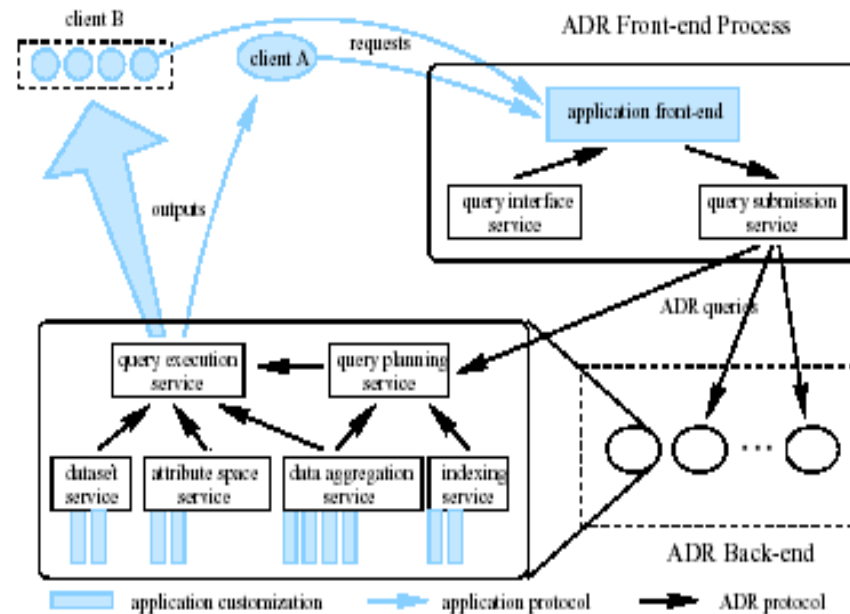 client B
ADR Front-end Process
requests
client A
application front-end
query interface
service
query submission
service
outputs
ADR queries
query execution
service
query planning
service
dataset
service
attribute space
service
data aggregation
service
indexing
service
...
ADR Back-end
application customization
application protocol
ADR protocol